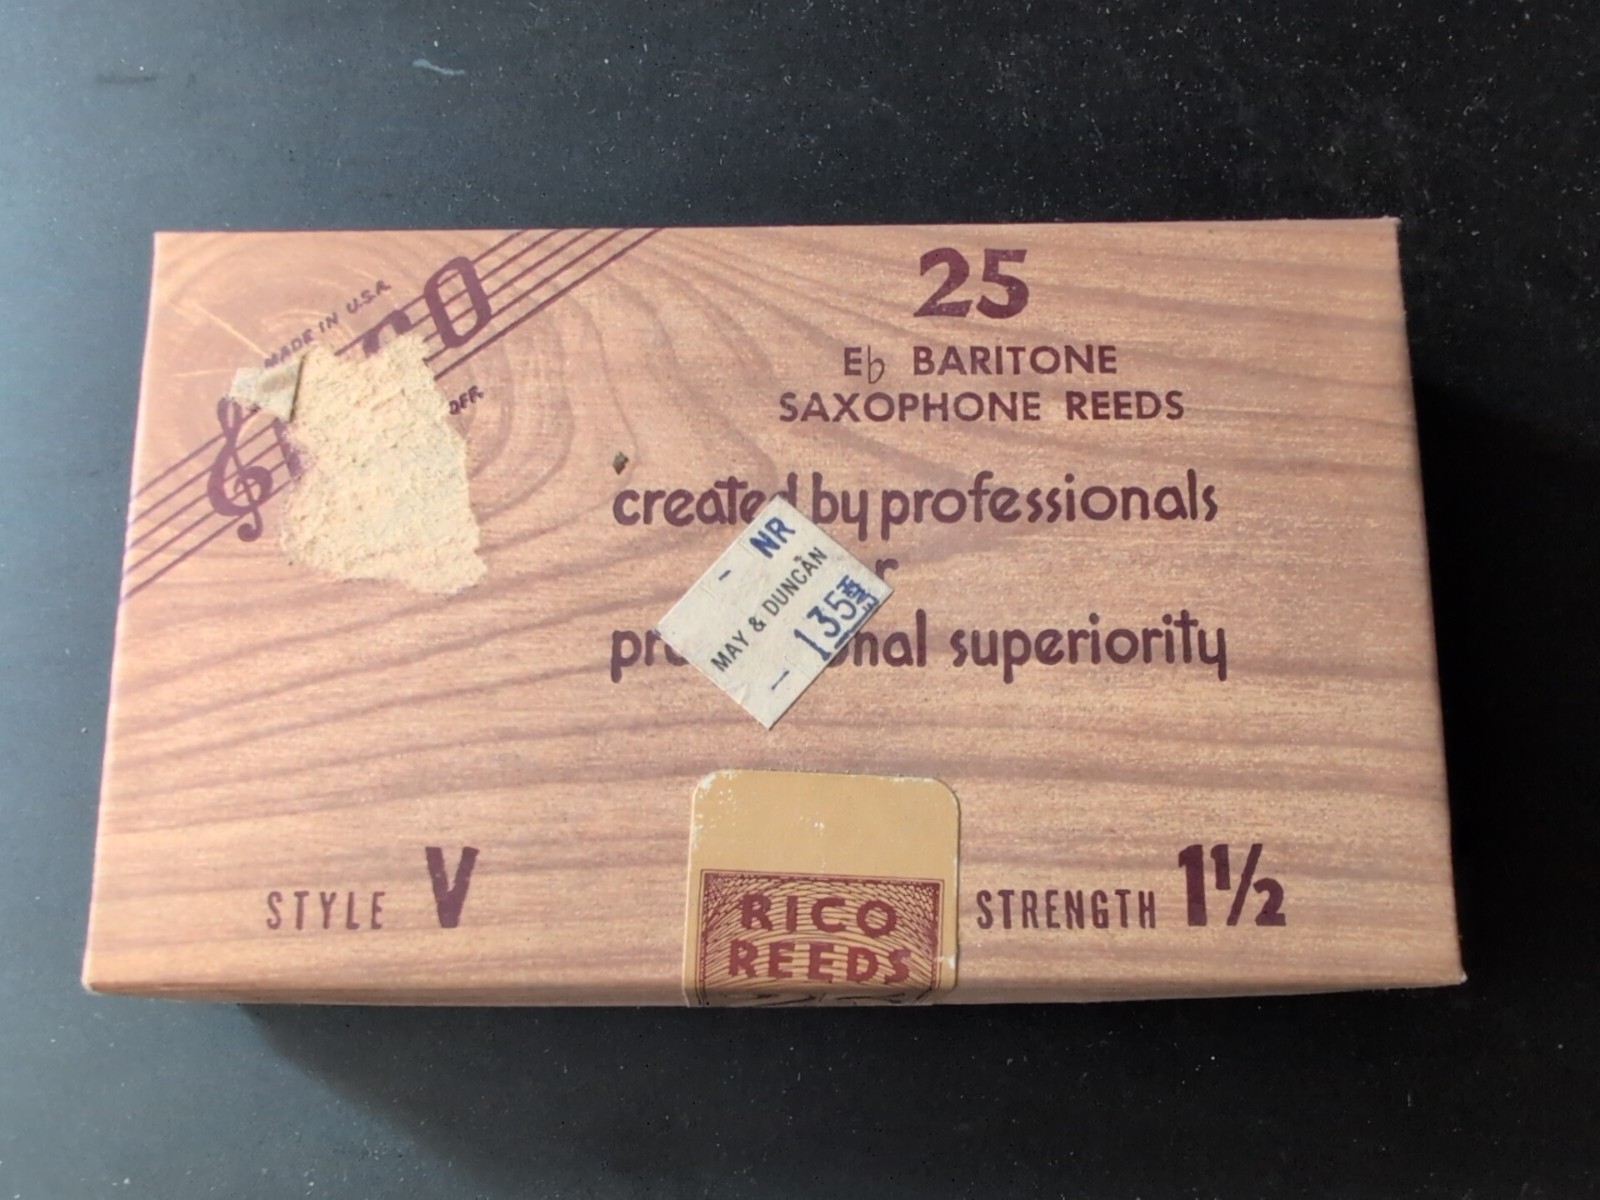 MADE IN U.S.A.
OFF.
25
E♭ BARITONE
SAXOPHONE REEDS
created by professionals
superiority
NR
MAY & DUNCAN
STYLE V
STRENGTH 1½
RICO
REEDS